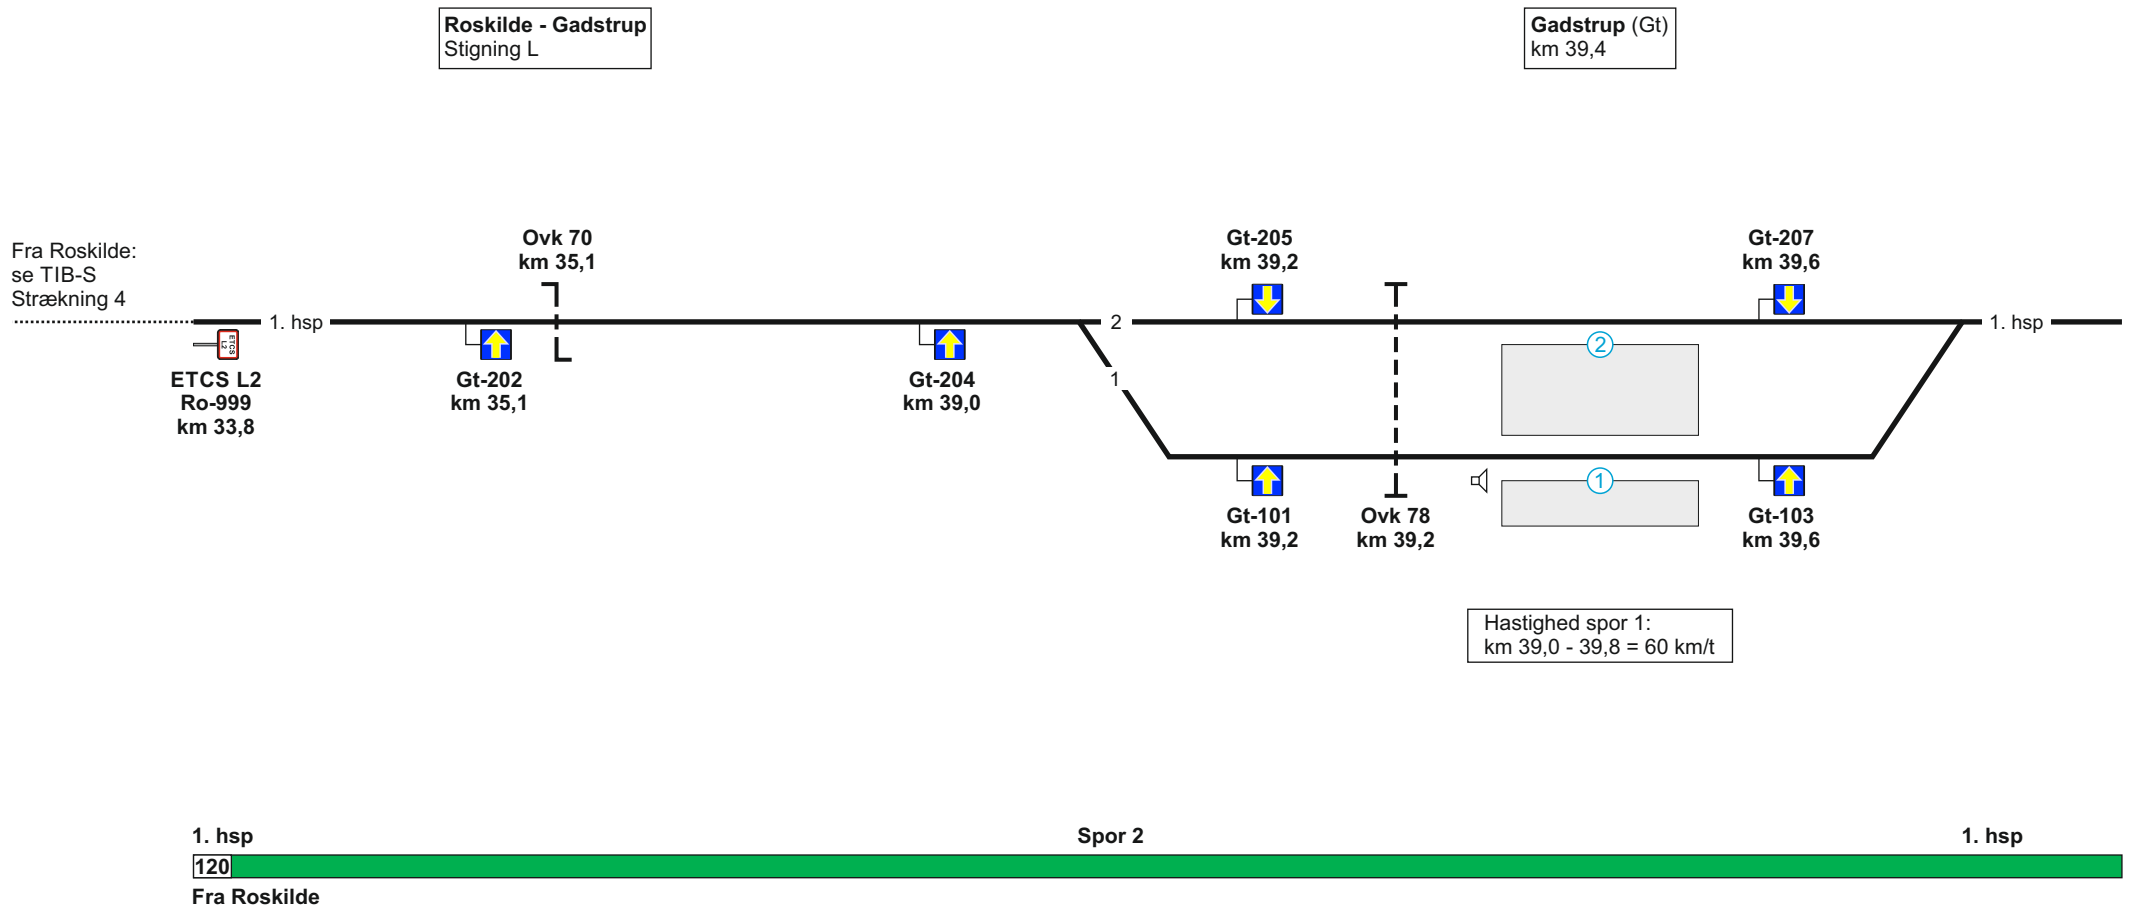 Roskilde - Gadstrup
Stigning L
Gadstrup (Gt)
km 39,4
Fra Roskilde:
se TIB-S
Strækning 4
1. hsp
ETCS
L2
ETCS L2
Ro-999
km 33,8
Gt-202
km 35,1
Ovk 70
km 35,1
Gt-204
km 39,0
2
1
Gt-205
km 39,2
Gt-207
km 39,6
1. hsp
2
1
Gt-101
km 39,2
Ovk 78
km 39,2
Gt-103
km 39,6
Hastighed spor 1:
km 39,0 - 39,8 = 60 km/t
1. hsp
Spor 2
1. hsp
120
Fra Roskilde